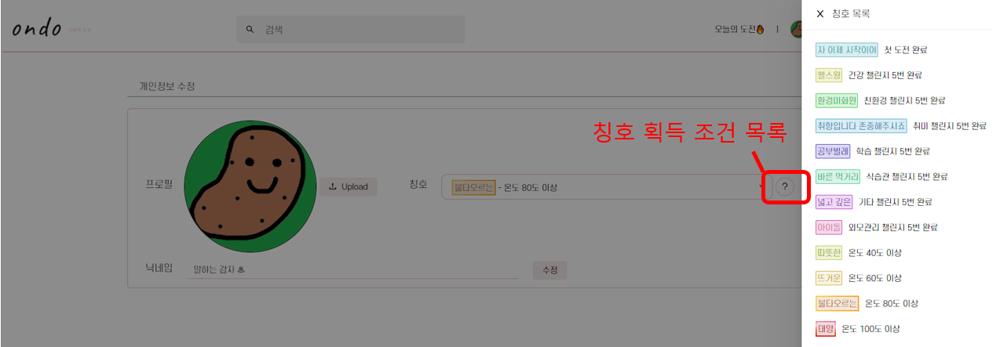 ondo
검색
오늘의 도전🔥 |
개인정보 수정
프로필
Upload
칭호
불타오르는 - 온도 80도 이상
?
칭호 획득 조건 목록
닉네임
말하는 감자 ♨
수정
X 칭호 목록
자 이제 시작이야 첫 도전 완료
헬스왕 건강 챌린지 5번 완료
환경미화원 친환경 챌린지 5번 완료
취향입니다 존중해주시죠 취미 챌린지 5번 완료
공부벌레 학습 챌린지 5번 완료
바른 먹거리 식습관 챌린지 5번 완료
넓고 깊은 기타 챌린지 5번 완료
아이돌 외모관리 챌린지 5번 완료
따뜻한 온도 40도 이상
뜨거운 온도 60도 이상
불타오르는 온도 80도 이상
태양 온도 100도 이상